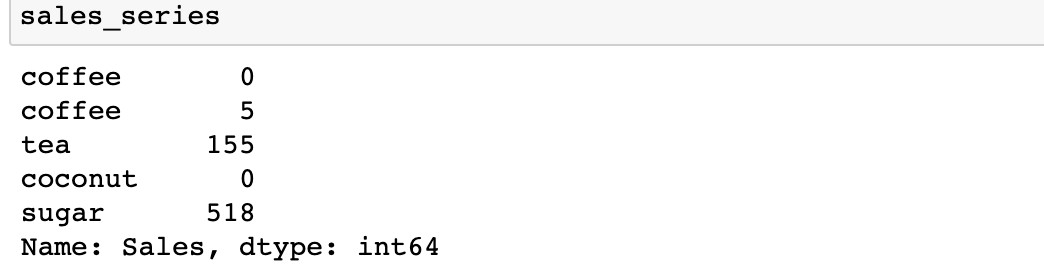 sales_series
coffee 0
coffee 5
tea 155
coconut 0
sugar 518
Name: Sales, dtype: int64